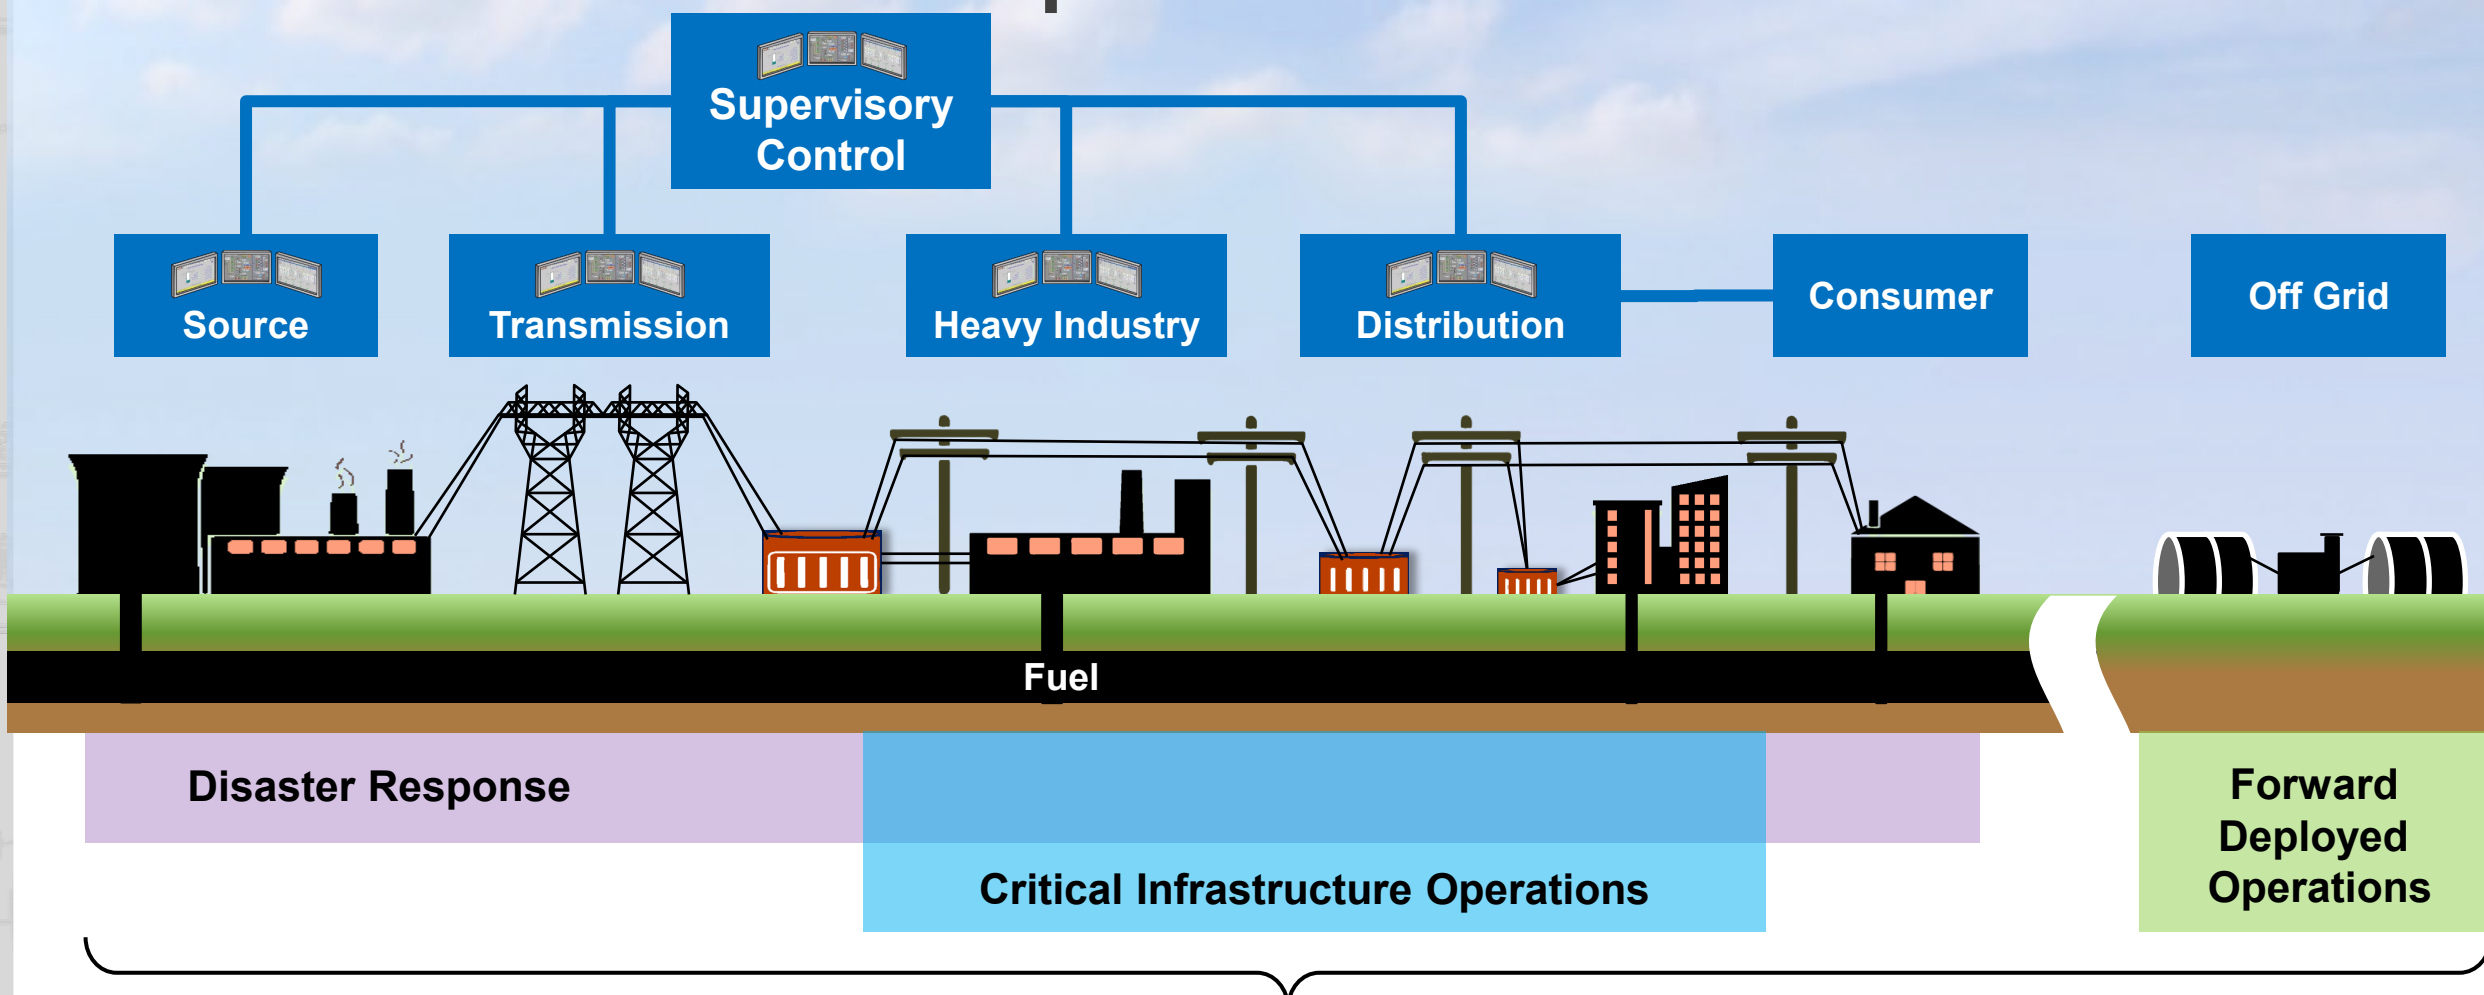 Supervisory
Control
Source
Transmission
Heavy Industry
Distribution
Consumer
Off Grid
Fuel
Disaster Response
Critical Infrastructure Operations
Forward
Deployed
Operations